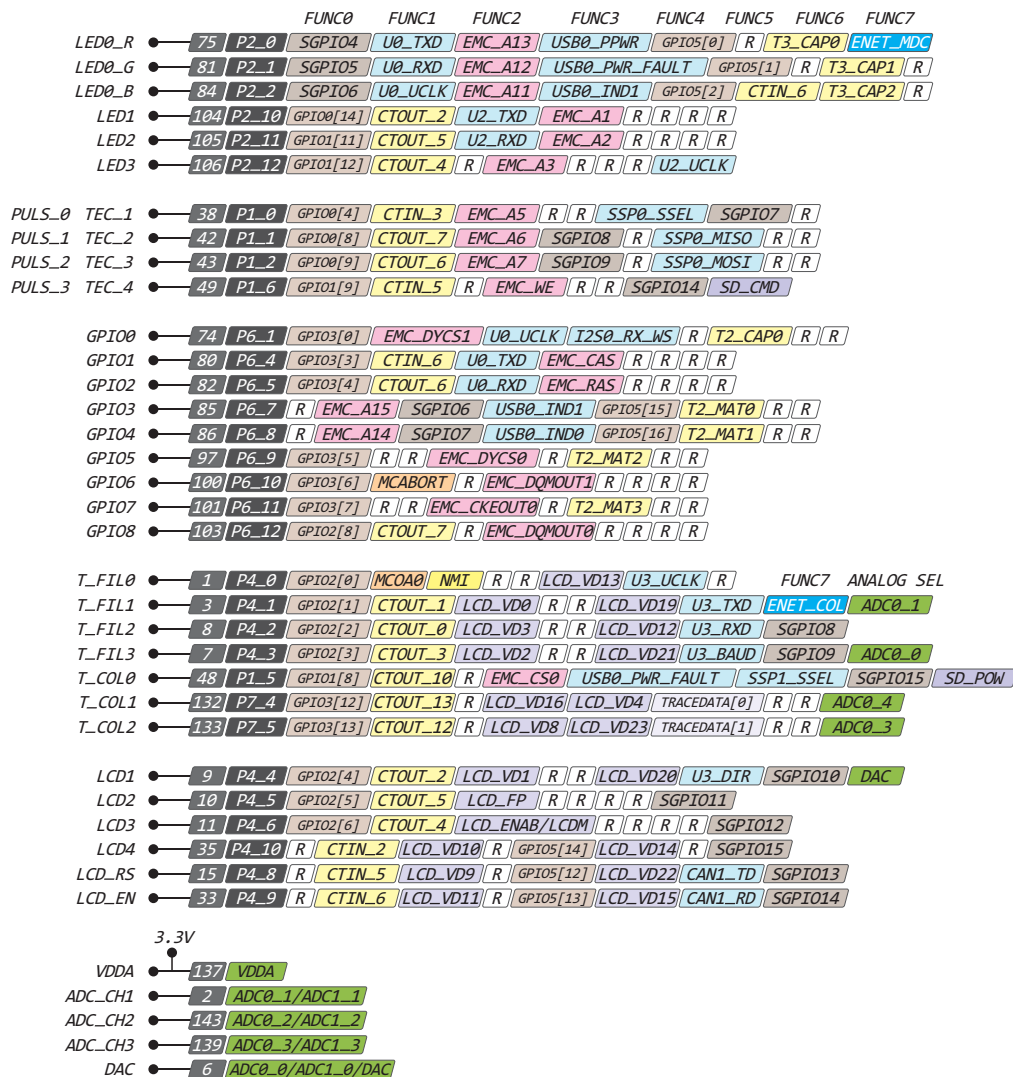 FUNC0 FUNC1 FUNC2 FUNC3 FUNC4 FUNC5 FUNC6 FUNC7
LED0_R 75 P2_0 SGPIO4 U0_TXD EMC_A13 USB0_PPWR GPIO5[0] R T3_CAP0 ENET_MDC
LED0_G 81 P2_1 SGPIO5 U0_RXD EMC_A12 USB0_PWR_FAULT GPIO5[1] R T3_CAP1 R
LED0_B 84 P2_2 SGPIO6 U0_UCLK EMC_A11 USB0_IND1 GPIO5[2] CTIN_6 T3_CAP2 R
LED1 104 P2_10 GPIO0[14] CTOUT_2 U2_TXD EMC_A1 R R R R
LED2 105 P2_11 GPIO1[11] CTOUT_5 U2_RXD EMC_A2 R R R R
LED3 106 P2_12 GPIO1[12] CTOUT_4 R EMC_A3 R R R U2_UCLK
PULS_0 TEC_1 38 P1_0 GPIO0[4] CTIN_3 EMC_A5 R R SSP0_SSEL SGPIO7 R
PULS_1 TEC_2 42 P1_1 GPIO0[8] CTOUT_7 EMC_A6 SGPIO8 R SSP0_MISO R R
PULS_2 TEC_3 43 P1_2 GPIO0[9] CTOUT_6 EMC_A7 SGPIO9 R SSP0_MOSI R R
PULS_3 TEC_4 49 P1_6 GPIO1[9] CTIN_5 R EMC_WE R R SGPIO14 SD_CMD
GPIO0 74 P6_1 GPIO3[0] EMC_DYCS1 U0_UCLK I2S0_RX_WS R T2_CAP0 R R
GPIO1 80 P6_4 GPIO3[3] CTIN_6 U0_TXD EMC_CAS R R R R
GPIO2 82 P6_5 GPIO3[4] CTOUT_6 U0_RXD EMC_RAS R R R R
GPIO3 85 P6_7 R EMC_A15 SGPIO6 USB0_IND1 GPIO5[15] T2_MAT0 R R
GPIO4 86 P6_8 R EMC_A14 SGPIO7 USB0_IND0 GPIO5[16] T2_MAT1 R R
GPIO5 97 P6_9 GPIO3[5] R R EMC_DYCS0 R T2_MAT2 R R
GPIO6 100 P6_10 GPIO3[6] MCABORT R EMC_DQMOUT1 R R R R
GPIO7 101 P6_11 GPIO3[7] R R EMC_CKEOUT0 R T2_MAT3 R R
GPIO8 103 P6_12 GPIO2[8] CTOUT_7 R EMC_DQMOUT0 R R R R
T_FIL0 1 P4_0 GPIO2[0] MCOA0 NMI R R LCD_VD13 U3_UCLK R FUNC7 ANALOG SEL
T_FIL1 3 P4_1 GPIO2[1] CTOUT_1 LCD_VD0 R R LCD_VD19 U3_TXD ENET_COL ADC0_1
T_FIL2 8 P4_2 GPIO2[2] CTOUT_0 LCD_VD3 R R LCD_VD12 U3_RXD SGPIO8
T_FIL3 7 P4_3 GPIO2[3] CTOUT_3 LCD_VD2 R R LCD_VD21 U3_BAUD SGPIO9 ADC0_0
T_COL0 48 P1_5 GPIO1[8] CTOUT_10 R EMC_CS0 USB0_PWR_FAULT SSP1_SSEL SGPIO15 SD_POW
T_COL1 132 P7_4 GPIO3[12] CTOUT_13 R LCD_VD16 LCD_VD4 TRACEDATA[0] R R ADC0_4
T_COL2 133 P7_5 GPIO3[13] CTOUT_12 R LCD_VD8 LCD_VD23 TRACEDATA[1] R R ADC0_3
LCD1 9 P4_4 GPIO2[4] CTOUT_2 LCD_VD1 R R LCD_VD20 U3_DIR SGPIO10 DAC
LCD2 10 P4_5 GPIO2[5] CTOUT_5 LCD_FP R R R R SGPIO11
LCD3 11 P4_6 GPIO2[6] CTOUT_4 LCD_ENAB/LCDM R R R R SGPIO12
LCD4 35 P4_10 R CTIN_2 LCD_VD10 R GPIO5[14] LCD_VD14 R SGPIO15
LCD_RS 15 P4_8 R CTIN_5 LCD_VD9 R GPIO5[12] LCD_VD22 CAN1_TD SGPIO13
LCD_EN 33 P4_9 R CTIN_6 LCD_VD11 R GPIO5[13] LCD_VD15 CAN1_RD SGPIO14
3.3V
VDDA 137 VDDA
ADC_CH1 2 ADC0_1/ADC1_1
ADC_CH2 143 ADC0_2/ADC1_2
ADC_CH3 139 ADC0_3/ADC1_3
DAC 6 ADC0_0/ADC1_0/DAC